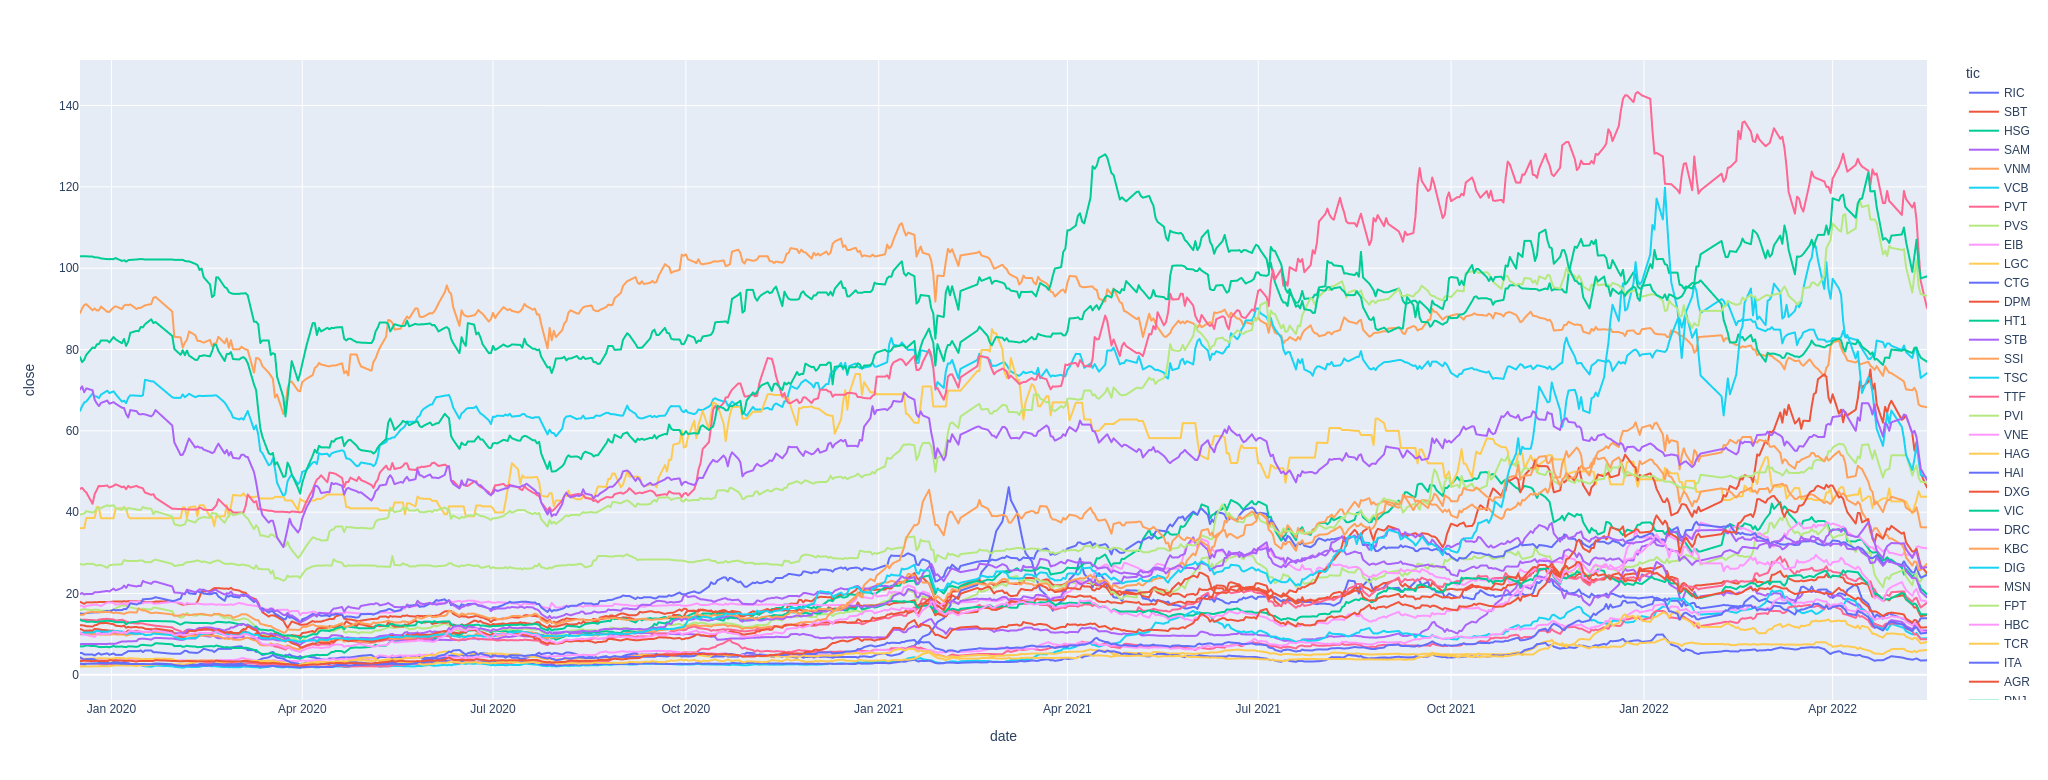 tic
140
120
100
80
60
40
20
0
close
Jan 2020
Apr 2020
Jul 2020
Oct 2020
Jan 2021
Apr 2021
Jul 2021
Oct 2021
Jan 2022
Apr 2022
date
RIC
SBT
HSG
SAM
VNM
VCB
PVT
PVS
EIB
LGC
CTG
DPM
HT1
STB
SSI
TSC
TTF
PVI
VNE
HAG
HAI
DXG
VIC
DRC
KBC
DIG
MSN
FPT
HBC
TCR
ITA
AGR